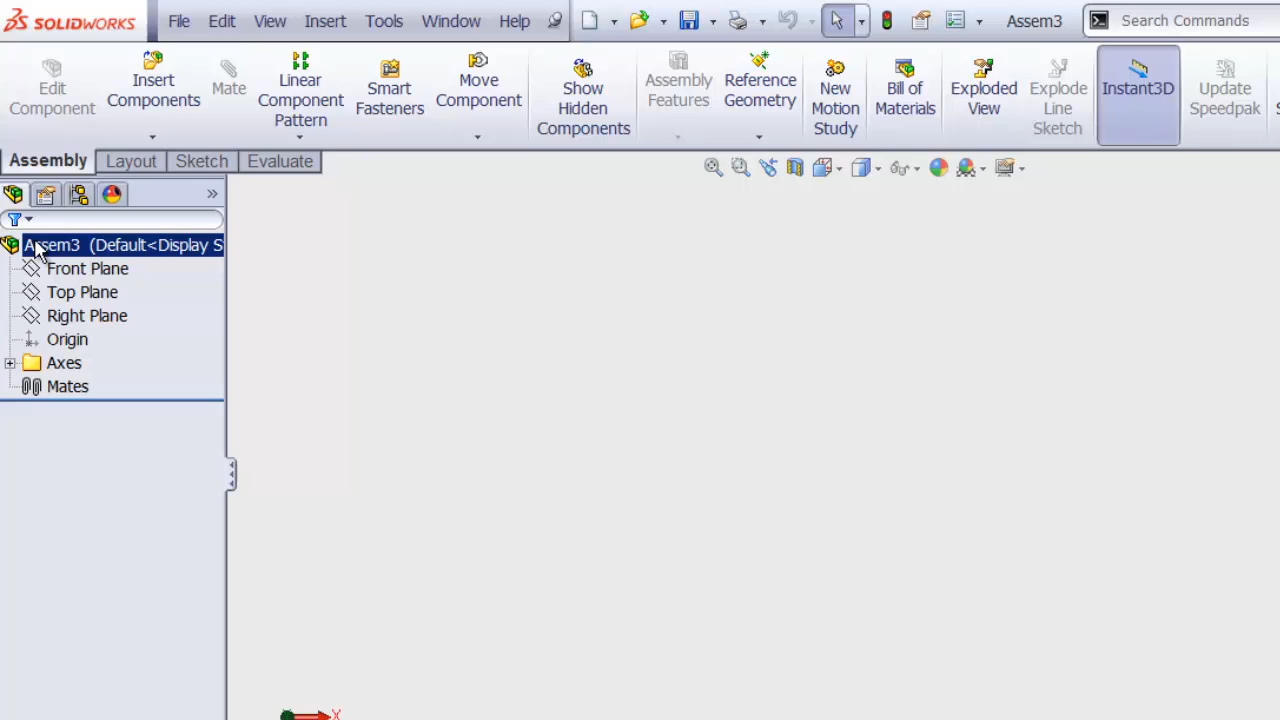 SOLIDWORKS File Edit View Insert Tools Window Help Assem3 Search Commands
Edit Component
Insert Components
Mate
Linear Component Pattern
Smart Fasteners
Move Component
Show Hidden Components
Assembly Features
Reference Geometry
New Motion Study
Bill of Materials
Exploded View
Explode Line Sketch
Instant3D
Update Speedpak
Assembly Layout Sketch Evaluate
Assem3 (Default<Display S
Front Plane
Top Plane
Right Plane
Origin
Axes
Mates
X